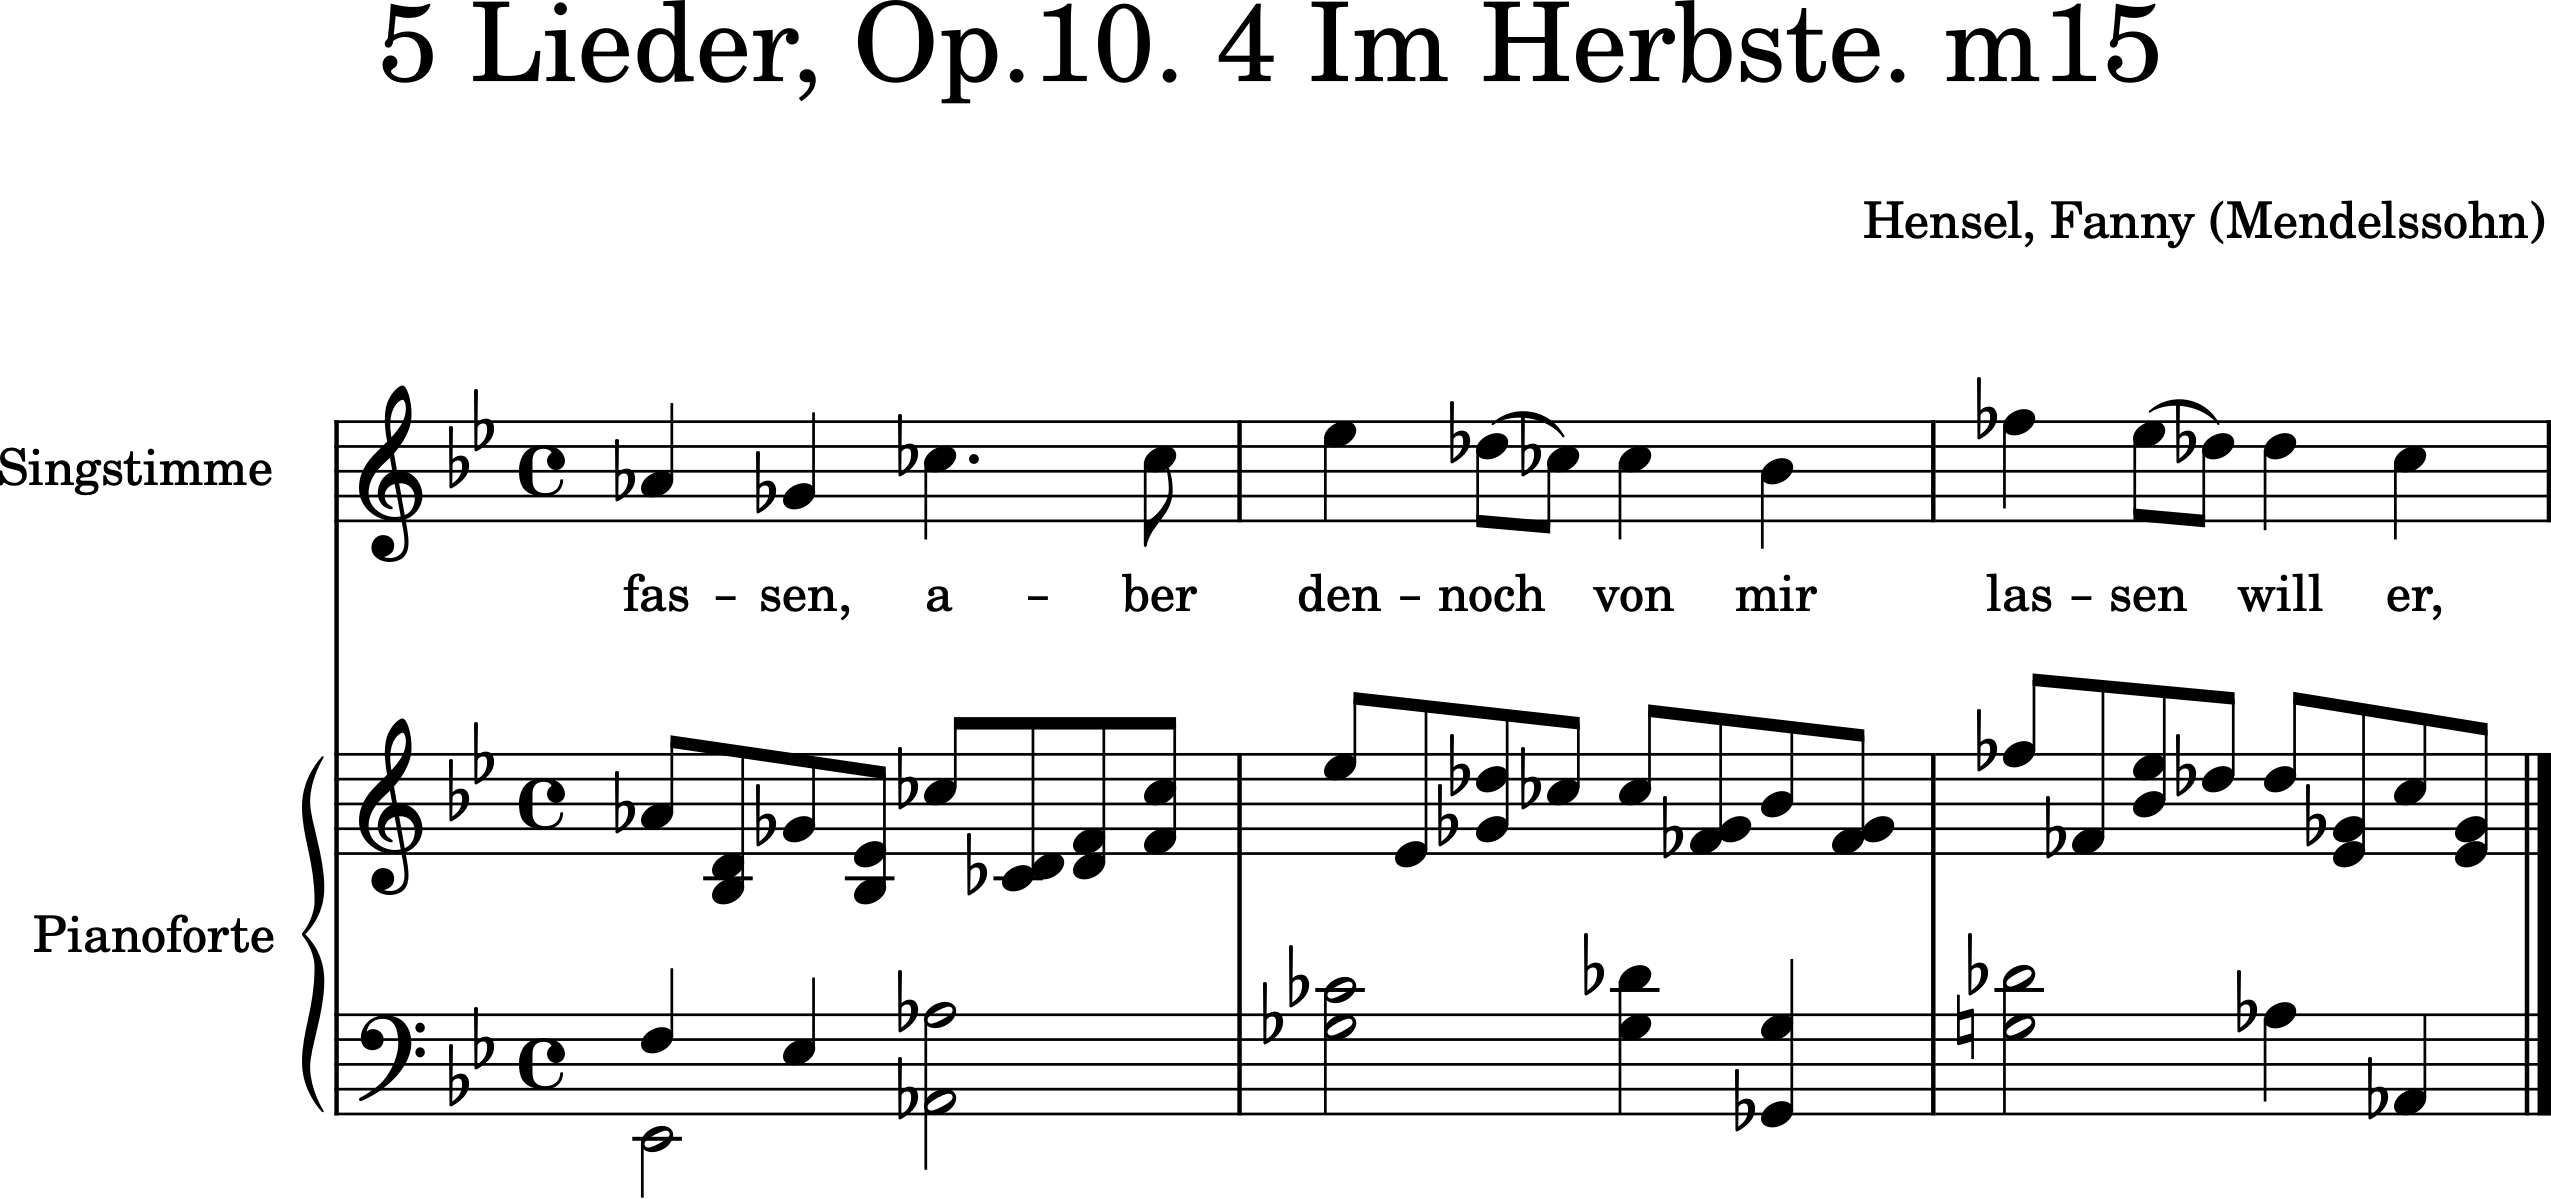 5 Lieder, Op.10. 4 Im Herbste. m15
Hensel, Fanny (Mendelssohn)
Singstimme
fas – sen, a – ber den – noch von mir las – sen will er,
Pianoforte